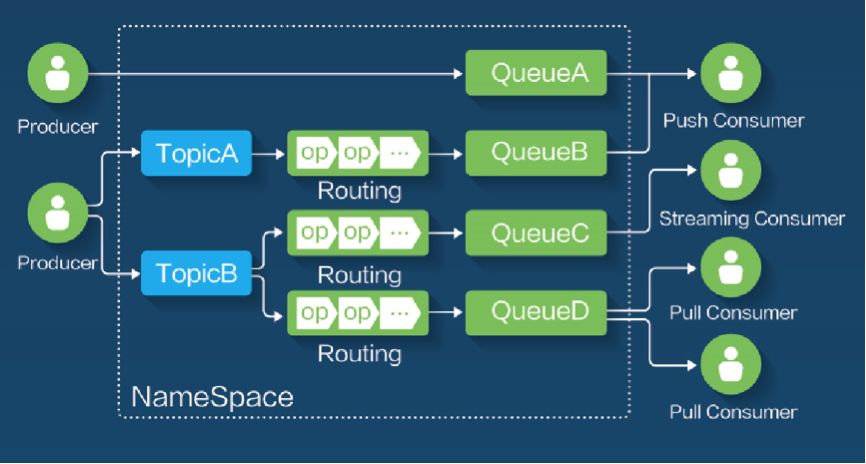 Producer
QueueA
Push Consumer
TopicA
op op ...
Routing
QueueB
Streaming Consumer
Producer
TopicB
op op ...
Routing
QueueC
op op ...
Routing
QueueD
Pull Consumer
Pull Consumer
NameSpace